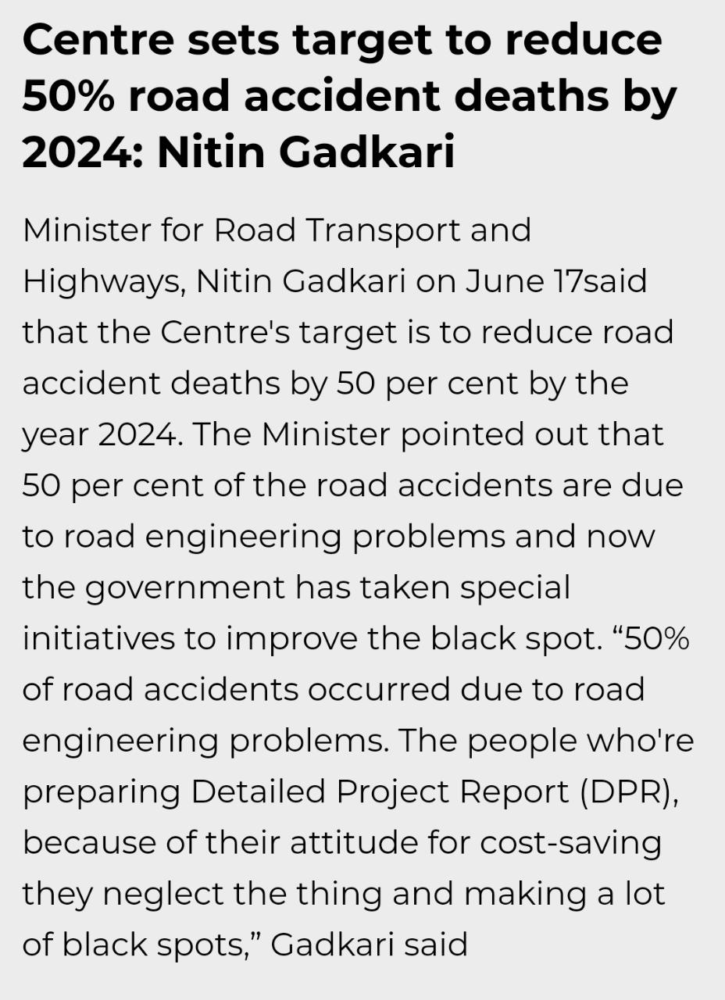 Centre sets target to reduce
50% road accident deaths by
2024: Nitin Gadkari
Minister for Road Transport and
Highways, Nitin Gadkari on June 17said
that the Centre's target is to reduce road
accident deaths by 50 per cent by the
year 2024. The Minister pointed out that
50 per cent of the road accidents are due
to road engineering problems and now
the government has taken special
initiatives to improve the black spot. “50%
of road accidents occurred due to road
engineering problems. The people who're
preparing Detailed Project Report (DPR),
because of their attitude for cost-saving
they neglect the thing and making a lot
of black spots,” Gadkari said